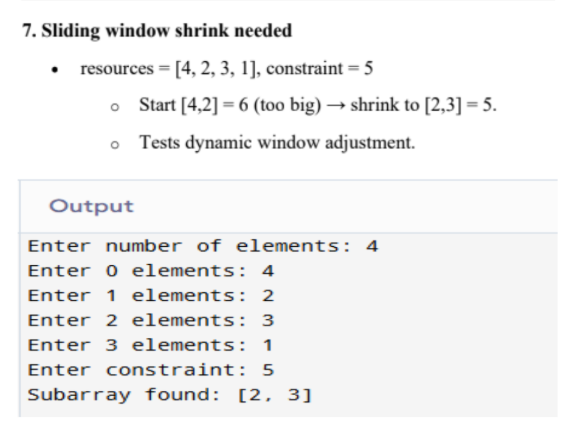 7. Sliding window shrink needed
• resources = [4, 2, 3, 1], constraint = 5
o Start [4,2] = 6 (too big) → shrink to [2,3] = 5.
o Tests dynamic window adjustment.
Output
Enter number of elements: 4
Enter 0 elements: 4
Enter 1 elements: 2
Enter 2 elements: 3
Enter 3 elements: 1
Enter constraint: 5
Subarray found: [2, 3]